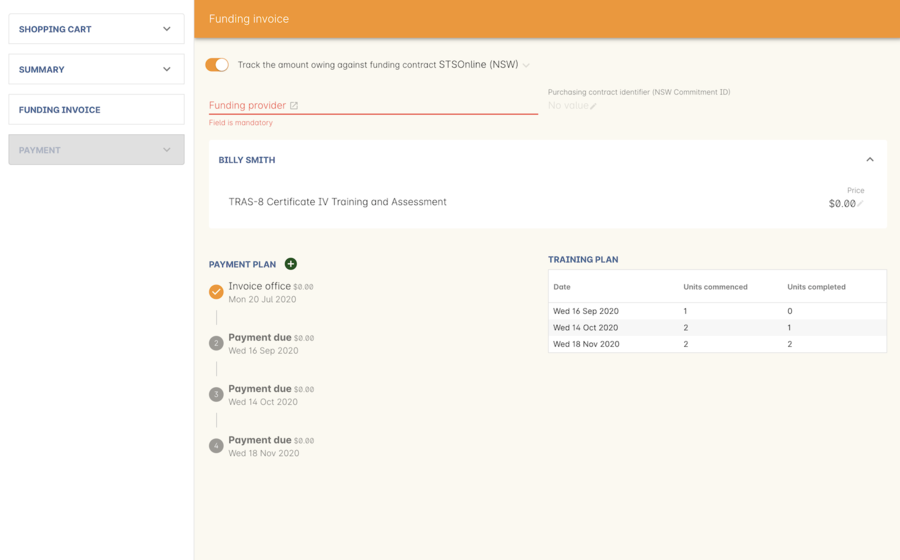 SHOPPING CART
SUMMARY
FUNDING INVOICE
PAYMENT
Funding invoice
Track the amount owing against funding contract STSOnline (NSW)
Funding provider
Field is mandatory
Purchasing contract identifier (NSW Commitment ID)
No value
BILLY SMITH
Price
TRAS-8 Certificate IV Training and Assessment $0.00
PAYMENT PLAN
Invoice office $0.00
Mon 20 Jul 2020
2 Payment due $0.00
Wed 16 Sep 2020
3 Payment due $0.00
Wed 14 Oct 2020
4 Payment due $0.00
Wed 18 Nov 2020
TRAINING PLAN
Date Units commenced Units completed
Wed 16 Sep 2020 1 0
Wed 14 Oct 2020 2 1
Wed 18 Nov 2020 2 2